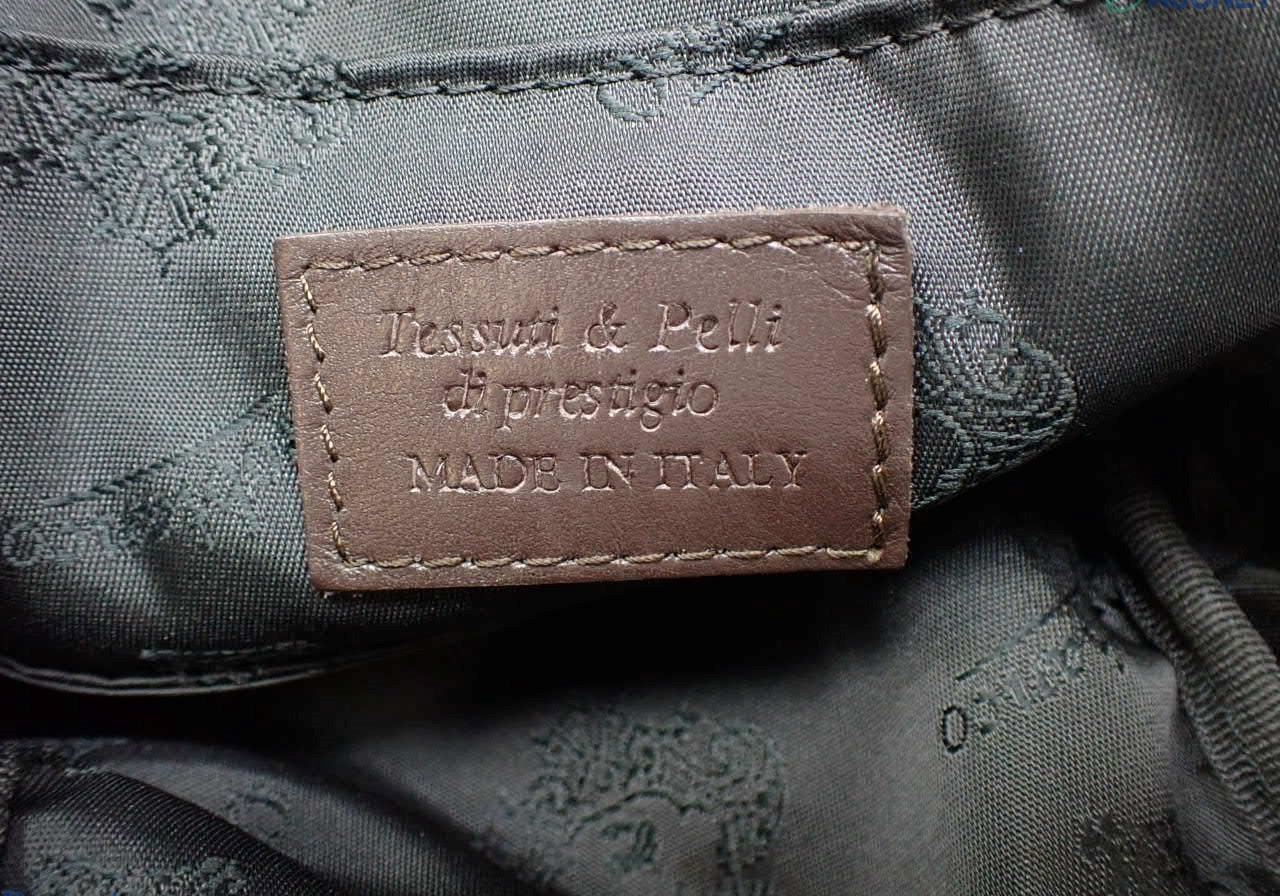 Tessuti & Pelli
di prestigio
MADE IN ITALY